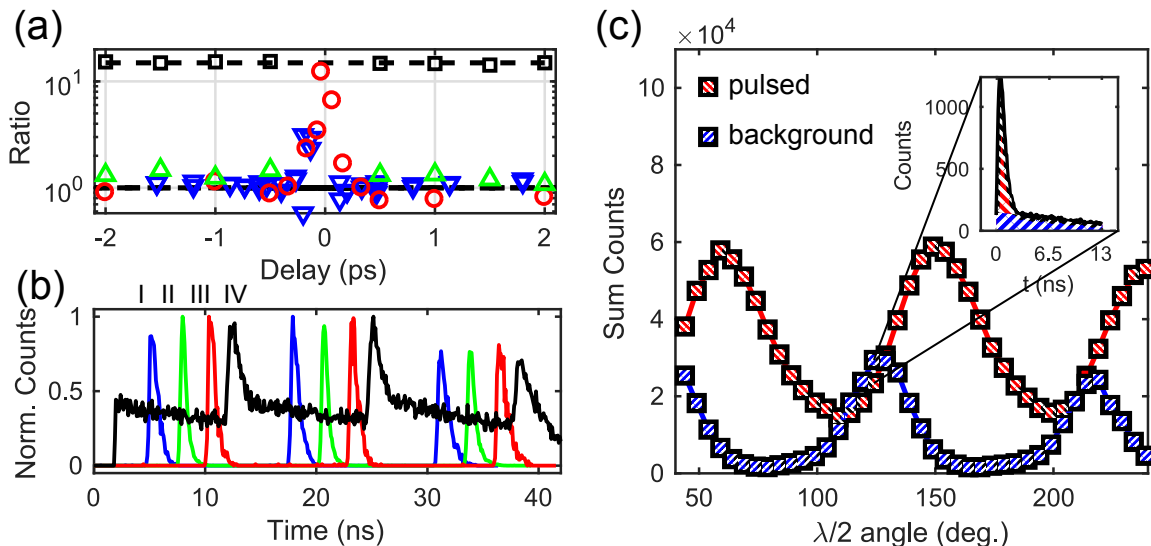 (a)
Ratio
10¹
10⁰
-2 -1 0 1 2
Delay (ps)
(b)
I II III IV
Norm. Counts
1
0.5
0
0 10 20 30 40
Time (ns)
(c)
×10⁴
Sum Counts
10
8
6
4
2
0
50 100 150 200
λ/2 angle (deg.)
pulsed
background
Counts
1000
500
0
0 6.5 13
t (ns)